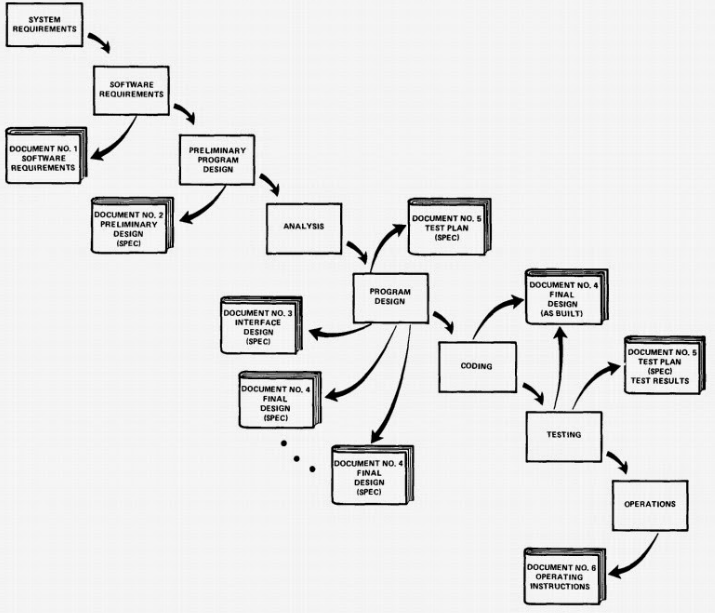 SYSTEM
REQUIREMENTS
SOFTWARE
REQUIREMENTS
DOCUMENT NO. 1
SOFTWARE
REQUIREMENTS
PRELIMINARY
PROGRAM
DESIGN
DOCUMENT NO. 2
PRELIMINARY
DESIGN
(SPEC)
ANALYSIS
DOCUMENT NO. 5
TEST PLAN
(SPEC)
PROGRAM
DESIGN
DOCUMENT NO. 3
INTERFACE
DESIGN
(SPEC)
DOCUMENT NO. 4
FINAL
DESIGN
(AS BUILT)
CODING
DOCUMENT NO. 5
TEST PLAN
(SPEC)
TEST RESULTS
DOCUMENT NO. 4
FINAL
DESIGN
(SPEC)
TESTING
DOCUMENT NO. 4
FINAL
DESIGN
(SPEC)
OPERATIONS
DOCUMENT NO. 6
OPERATING
INSTRUCTIONS